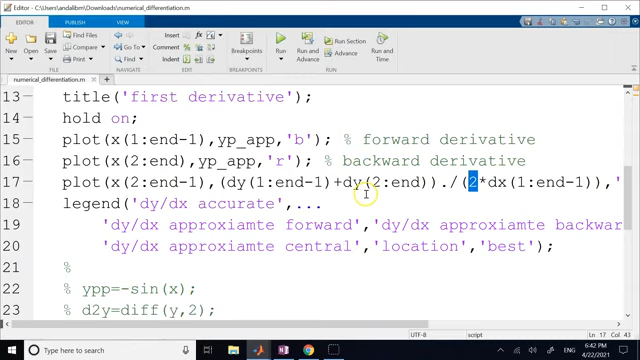 Editor - C:\Users\andalibm\Downloads\numerical_differentiation.m
EDITOR PUBLISH VIEW
New Open Save
Find Files
Compare
Print
FILE
Go To
Find
NAVIGATE
Insert
Comment
Indent
EDIT
Breakpoints
BREAKPOINTS
Run
Run and Advance
Run Section
Advance
Run and Time
RUN
numerical_differentiation.m
13 title('first derivative');
14 hold on;
15 plot(x(1:end-1),yp_app,'b'); % forward derivative
16 plot(x(2:end),yp_app,'r'); % backward derivative
17 plot(x(2:end-1),(dy(1:end-1)+dy(2:end))./(2*dx(1:end-1)),'
18 legend('dy/dx accurate',...
19 'dy/dx approxiamte forward','dy/dx approxiamte backwar
20 'dy/dx approxiamte central','location','best');
21 %
22 % ypp=-sin(x);
23 % d2y=diff(y,2);
UTF-8 script Ln 17 Col 43
ENG 6:42 PM
4/22/2021